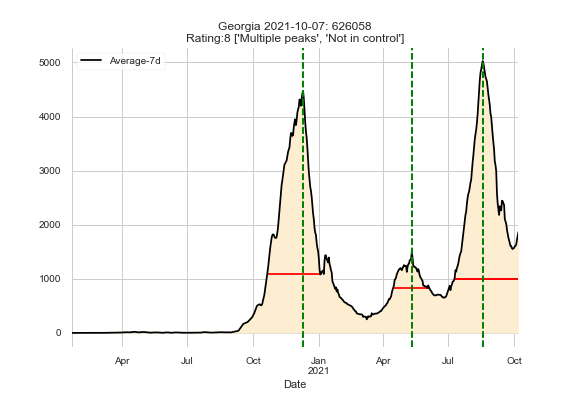 Georgia 2021-10-07: 626058
Rating:8 ['Multiple peaks', 'Not in control']
Average-7d
5000
4000
3000
2000
1000
0
Apr Jul Oct Jan Apr Jul Oct
2021
Date